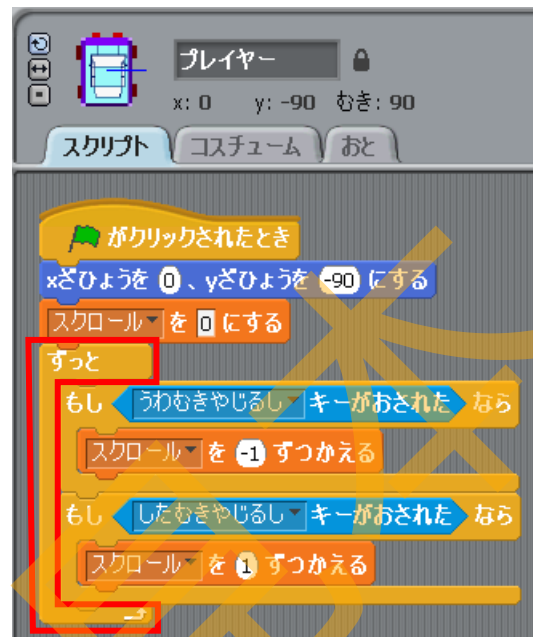 プレイヤー
x: 0 y: -90 むき: 90
スクリプト コスチューム おと
がクリックされたとき
xざひょうを 0 、yざひょうを -90 にする
スクロール を 0 にする
ずっと
もし うわむきやじるし キーがおされた なら
スクロール を -1 ずつかえる
もし したむきやじるし キーがおされた なら
スクロール を 1 ずつかえる